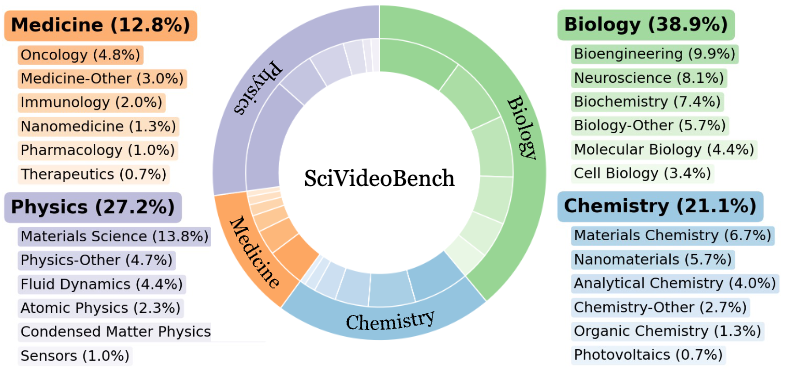 Medicine (12.8%)
Oncology (4.8%)
Medicine-Other (3.0%)
Immunology (2.0%)
Nanomedicine (1.3%)
Pharmacology (1.0%)
Therapeutics (0.7%)
Physics (27.2%)
Materials Science (13.8%)
Physics-Other (4.7%)
Fluid Dynamics (4.4%)
Atomic Physics (2.3%)
Condensed Matter Physics
Sensors (1.0%)
Physics
Biology
SciVideoBench
Medicine
Chemistry
Biology (38.9%)
Bioengineering (9.9%)
Neuroscience (8.1%)
Biochemistry (7.4%)
Biology-Other (5.7%)
Molecular Biology (4.4%)
Cell Biology (3.4%)
Chemistry (21.1%)
Materials Chemistry (6.7%)
Nanomaterials (5.7%)
Analytical Chemistry (4.0%)
Chemistry-Other (2.7%)
Organic Chemistry (1.3%)
Photovoltaics (0.7%)